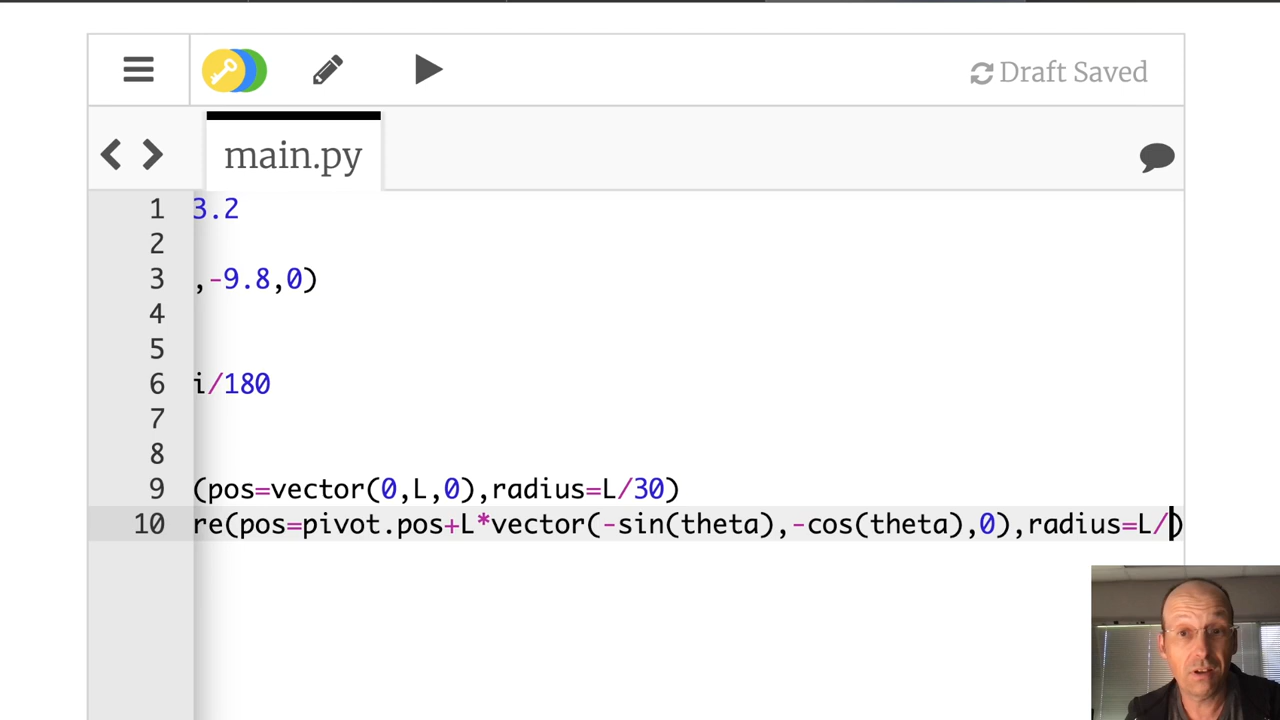 Draft Saved
main.py
1 3.2
2
3 ,-9.8,0)
4
5
6 i/180
7
8
9 (pos=vector(0,L,0),radius=L/30)
10 re(pos=pivot.pos+L*vector(-sin(theta),-cos(theta),0),radius=L/)